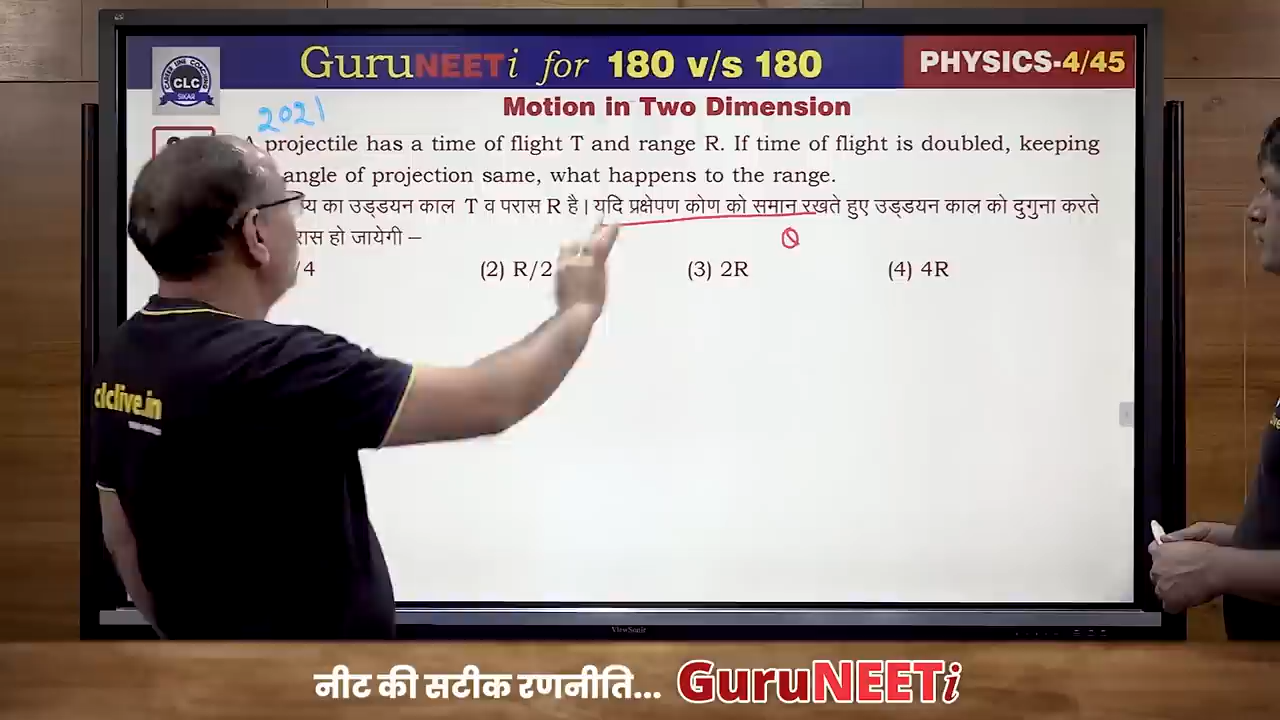 GuruNEETi for 180 v/s 180
PHYSICS-4/45
CLC
SIKAR
Motion in Two Dimension
2021
A projectile has a time of flight T and range R. If time of flight is doubled, keeping
angle of projection same, what happens to the range.
का उड्डयन काल T व परास R है। यदि प्रक्षेपण कोण को समान रखते हुए उड्डयन काल को दुगुना करते
हो जायेगी –
/4
(2) R/2
(3) 2R
(4) 4R
clclive.in
ViewSonic
नीट की सटीक रणनीति... GuruNEETi